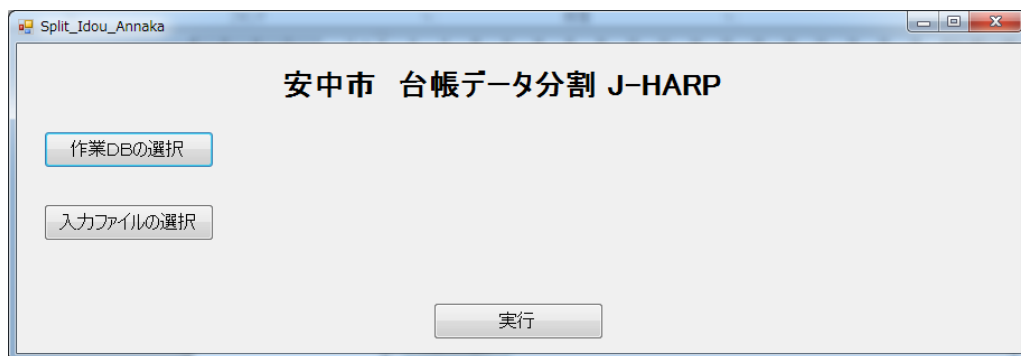 Split_Idou_Annaka
安中市　台帳データ分割 J-HARP
作業DBの選択
入力ファイルの選択
実行